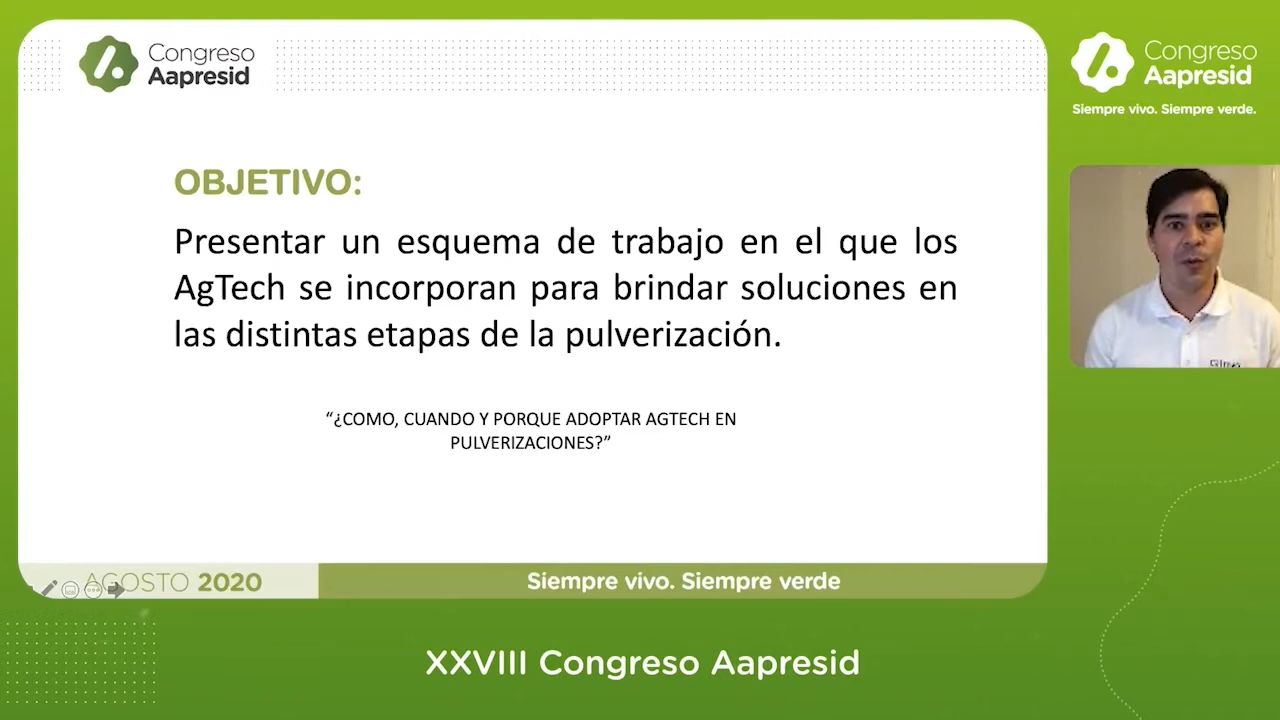 Congreso
Aapresid
Congreso
Aapresid
Siempre vivo. Siempre verde.
OBJETIVO:
Presentar un esquema de trabajo en el que los
AgTech se incorporan para brindar soluciones en
las distintas etapas de la pulverización.
“¿COMO, CUANDO Y PORQUE ADOPTAR AGTECH EN
PULVERIZACIONES?”
AGOSTO 2020
Siempre vivo. Siempre verde
XXVIII Congreso Aapresid